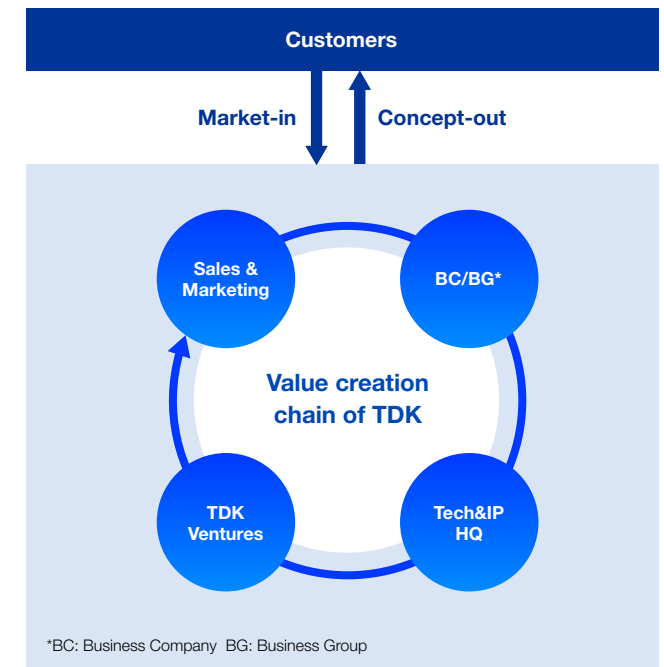 Customers
Market-in
Concept-out
Sales &
Marketing
BC/BG*
Value creation
chain of TDK
TDK
Ventures
Tech&IP
HQ
*BC: Business Company  BG: Business Group